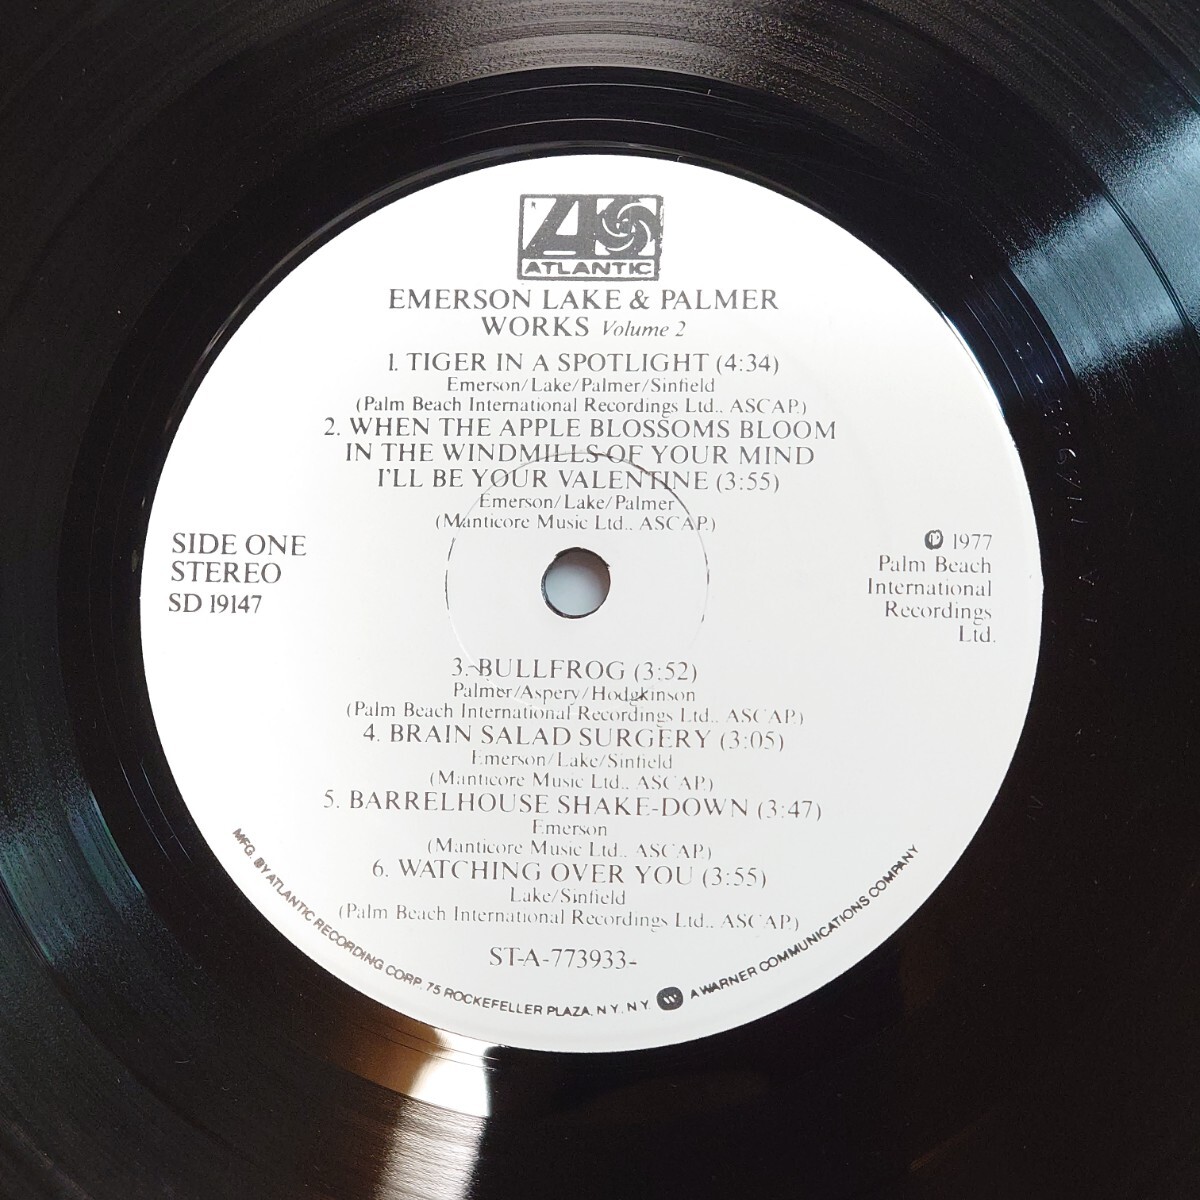 ATLANTIC
EMERSON LAKE & PALMER
WORKS Volume 2
1. TIGER IN A SPOTLIGHT (4:34)
Emerson/Lake/Palmer/Sinfield
(Palm Beach International Recordings Ltd., ASCAP.)
2. WHEN THE APPLE BLOSSOMS BLOOM
IN THE WINDMILLS OF YOUR MIND
I'LL BE YOUR VALENTINE (3:55)
Emerson/Lake/Palmer
(Manticore Music Ltd., ASCAP.)
SIDE ONE
STEREO
SD 19147
℗ 1977
Palm Beach
International
Recordings
Ltd.
3. BULLFROG (3:52)
Palmer/Aspery/Hodgkinson
(Palm Beach International Recordings Ltd., ASCAP.)
4. BRAIN SALAD SURGERY (3:05)
Emerson/Lake/Sinfield
(Manticore Music Ltd., ASCAP.)
5. BARRELHOUSE SHAKE-DOWN (3:47)
Emerson
(Manticore Music Ltd., ASCAP.)
6. WATCHING OVER YOU (3:55)
Lake/Sinfield
(Palm Beach International Recordings Ltd., ASCAP.)
ST-A-773933-
MFG. BY ATLANTIC RECORDING CORP. 75 ROCKEFELLER PLAZA, N.Y., N.Y. A WARNER COMMUNICATIONS COMPANY